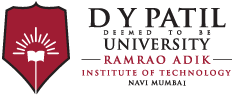 D Y PATIL
DEEMED TO BE
UNIVERSITY
RAMRAO ADIK
INSTITUTE OF TECHNOLOGY
NAVI MUMBAI